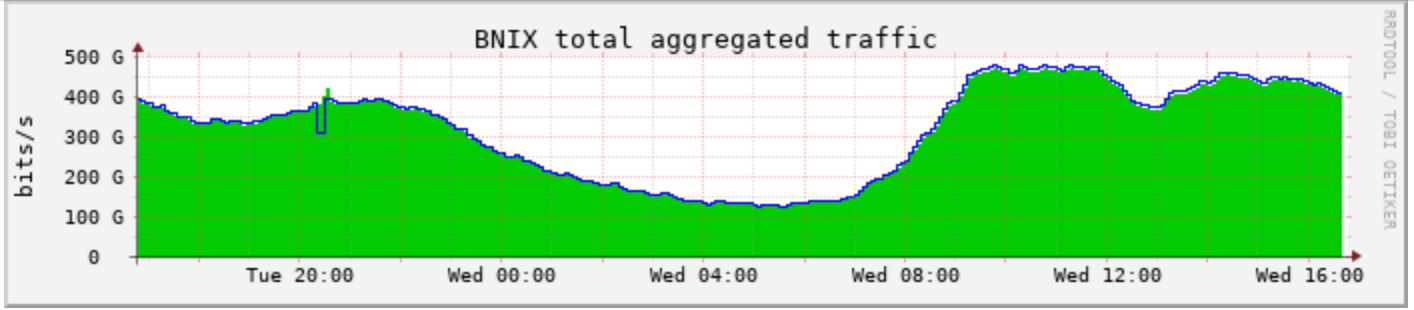 BNIX total aggregated traffic
bits/s
500 G
400 G
300 G
200 G
100 G
0
Tue 20:00 Wed 00:00 Wed 04:00 Wed 08:00 Wed 12:00 Wed 16:00
RRDTOOL / TOBI OETIKER